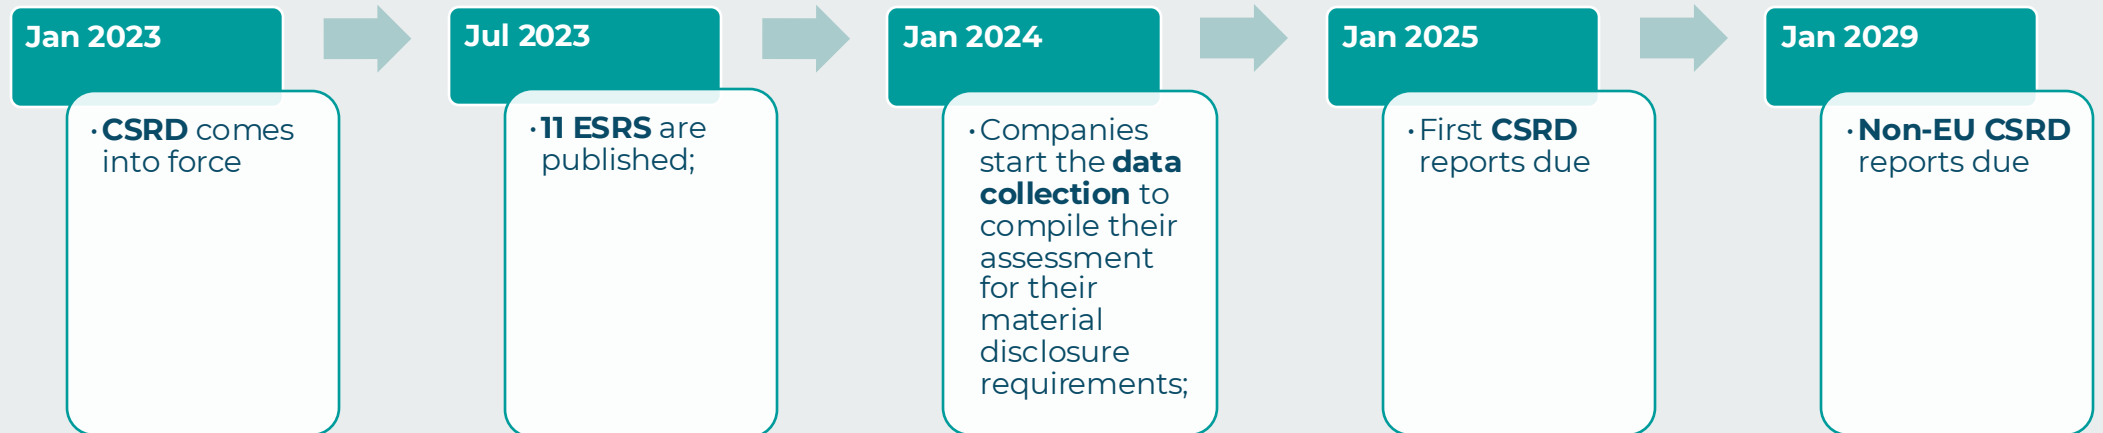 Jan 2023
· CSRD comes
into force
Jul 2023
· 11 ESRS are
published;
Jan 2024
· Companies
start the data
collection to
compile their
assessment
for their
material
disclosure
requirements;
Jan 2025
· First CSRD
reports due
Jan 2029
· Non-EU CSRD
reports due